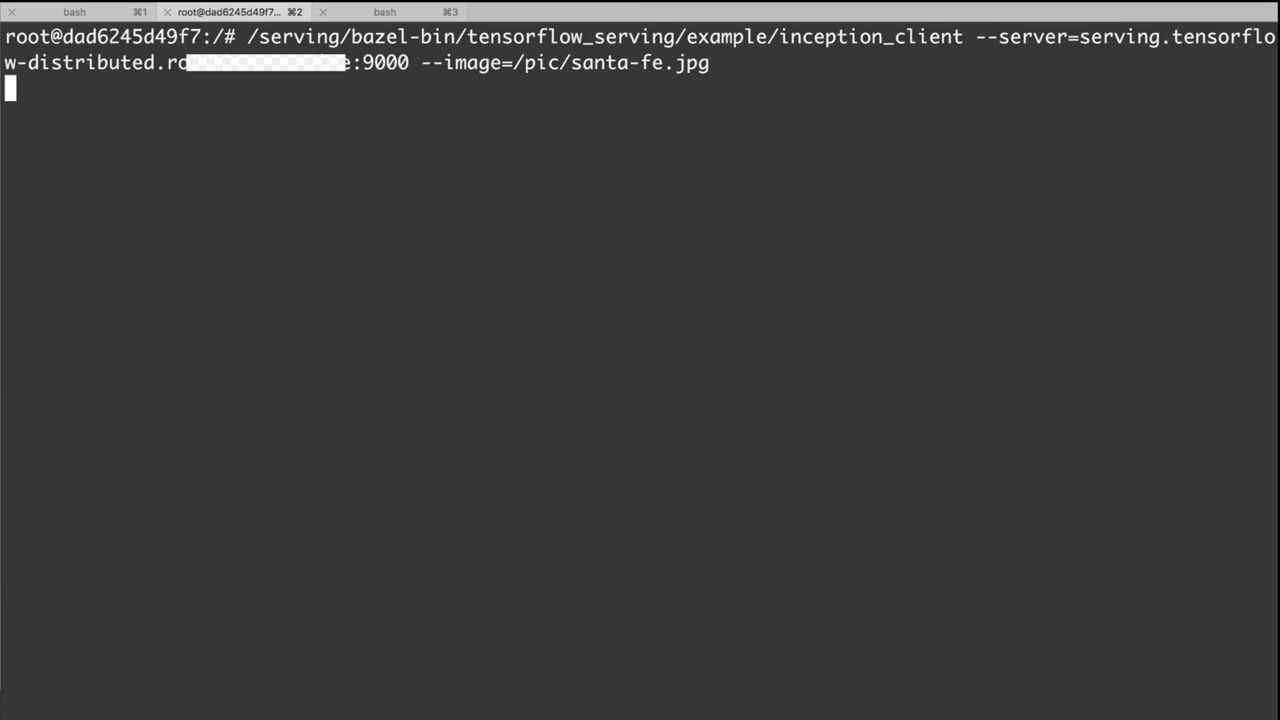 bash ⌘1 root@dad6245d49f7... ⌘2 bash ⌘3
root@dad6245d49f7:/# /serving/bazel-bin/tensorflow_serving/example/inception_client --server=serving.tensorflo
w-distributed.ro e:9000 --image=/pic/santa-fe.jpg